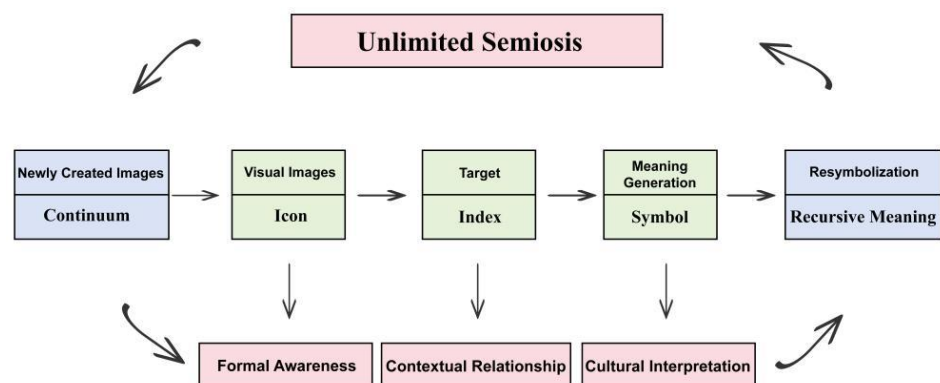 Unlimited Semiosis
Newly Created Images
Continuum
Visual Images
Icon
Target
Index
Meaning
Generation
Symbol
Resymbolization
Recursive Meaning
Formal Awareness
Contextual Relationship
Cultural Interpretation